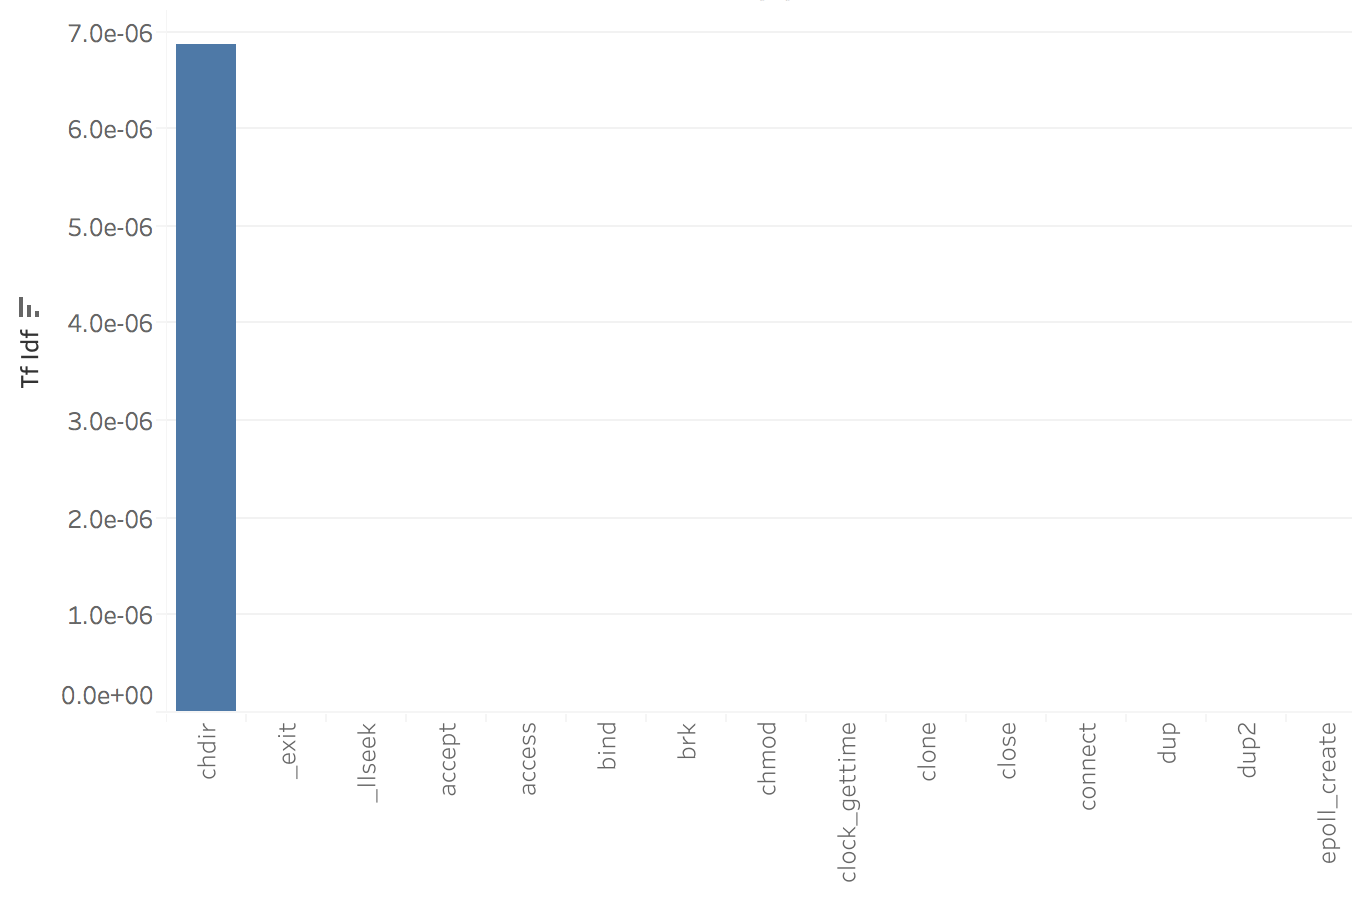 7.0e-06
6.0e-06
5.0e-06
4.0e-06
3.0e-06
2.0e-06
1.0e-06
0.0e+00
Tf Idf
chdir
_exit
_llseek
accept
access
bind
brk
chmod
clock_gettime
clone
close
connect
dup
dup2
epoll_create